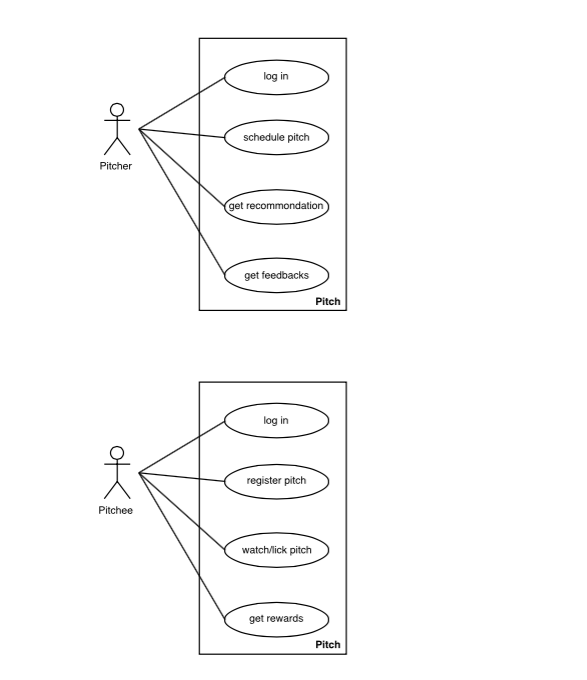 log in
schedule pitch
Pitcher
get recommondation
get feedbacks
Pitch
log in
register pitch
Pitchee
watch/lick pitch
get rewards
Pitch